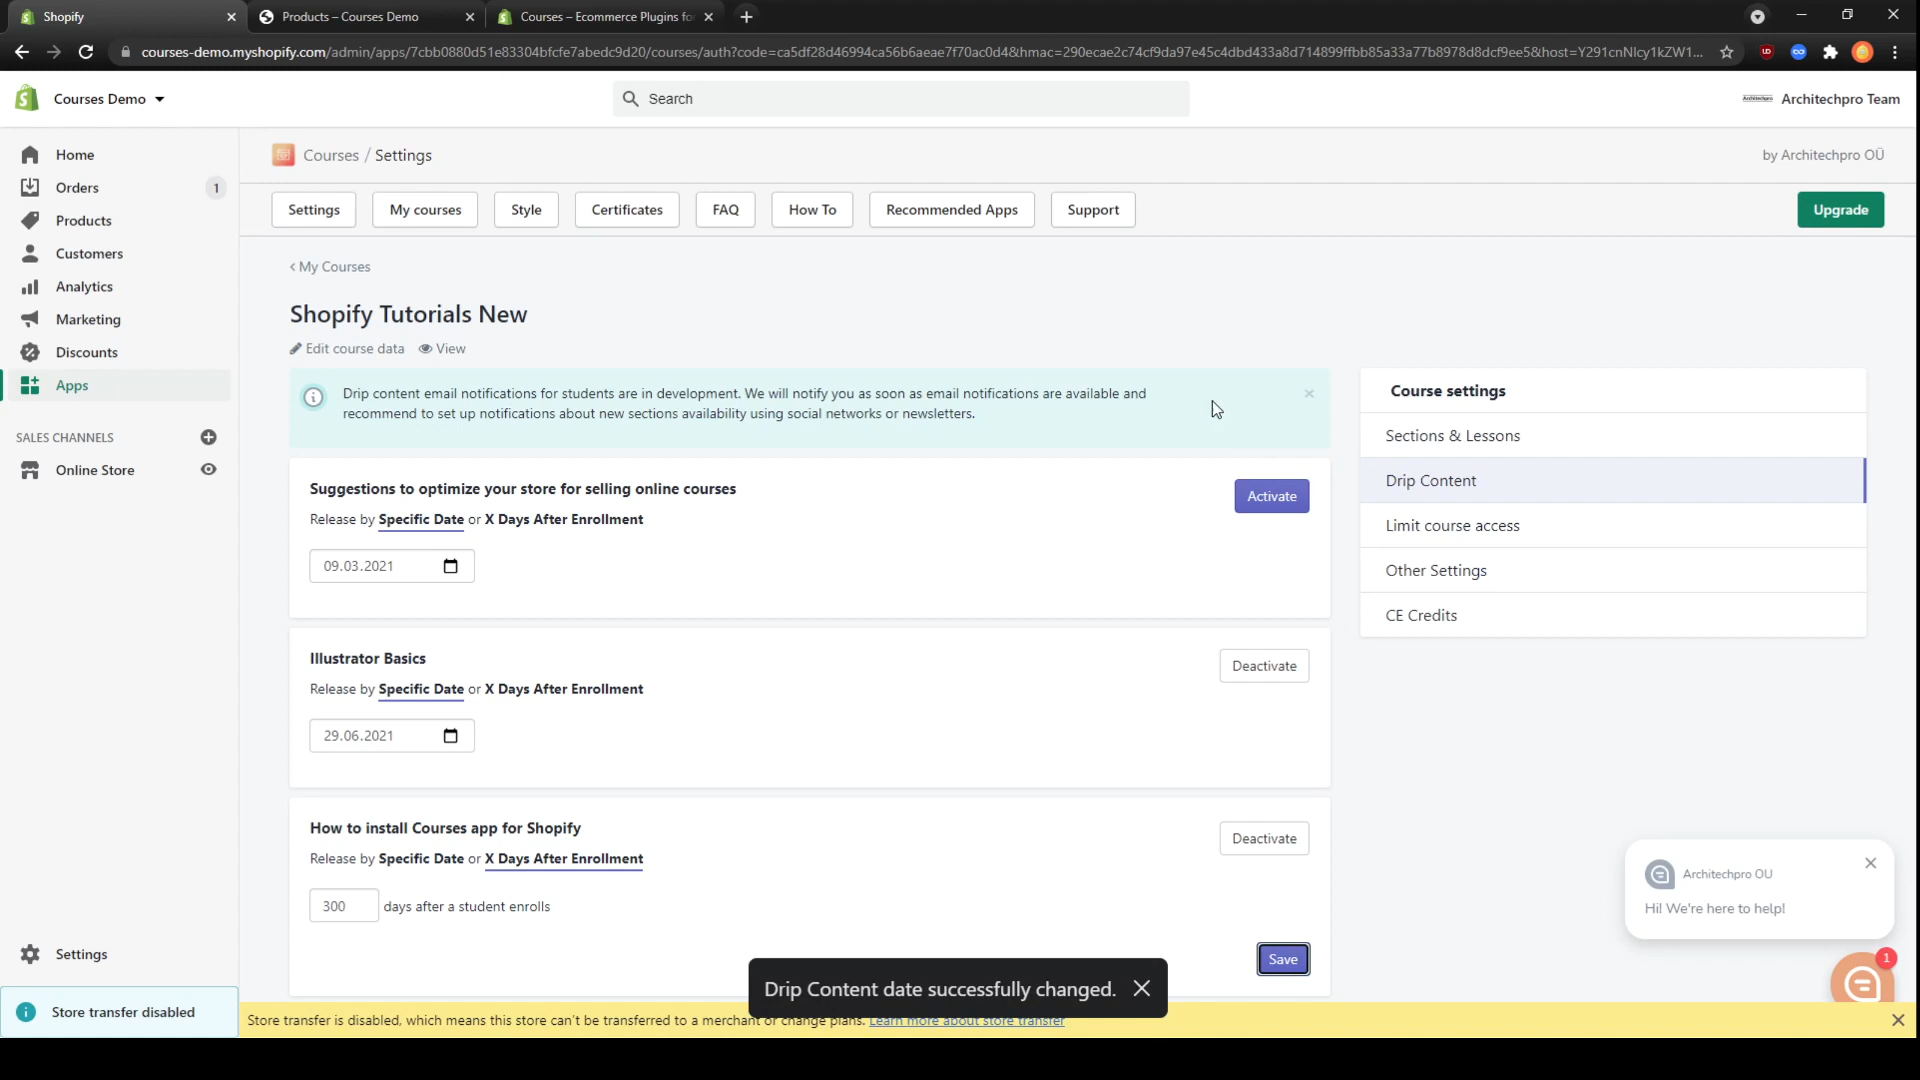 Shopify
Products – Courses Demo
Courses – Ecommerce Plugins for
courses-demo.myshopify.com/admin/apps/7cbb0880d51e83304bfcfe7abedc9d20/courses/auth?code=ca5df28d46994ca56b6aeae7f70ac0d4&hmac=290ecae2c74cf9da97e45c4dbd433a8d714899ffbb85a33a77b8978d8dcf9ee5&host=Y291cnNlcy1kZW1...
Courses Demo
Search
Architechpro Team
Home
Orders 1
Products
Customers
Analytics
Marketing
Discounts
Apps
SALES CHANNELS
Online Store
Settings
Store transfer disabled
Courses / Settings
by Architechpro OÜ
Settings
My courses
Style
Certificates
FAQ
How To
Recommended Apps
Support
Upgrade
‹ My Courses
Shopify Tutorials New
Edit course data
View
Drip content email notifications for students are in development. We will notify you as soon as email notifications are available and
recommend to set up notifications about new sections availability using social networks or newsletters.
Suggestions to optimize your store for selling online courses
Activate
Release by Specific Date or X Days After Enrollment
09.03.2021
Illustrator Basics
Deactivate
Release by Specific Date or X Days After Enrollment
29.06.2021
How to install Courses app for Shopify
Deactivate
Release by Specific Date or X Days After Enrollment
300 days after a student enrolls
Save
Course settings
Sections & Lessons
Drip Content
Limit course access
Other Settings
CE Credits
Architechpro OU
Hi! We're here to help!
1
Drip Content date successfully changed.
Store transfer is disabled, which means this store can't be transferred to a merchant or change plans. Learn more about store transfer